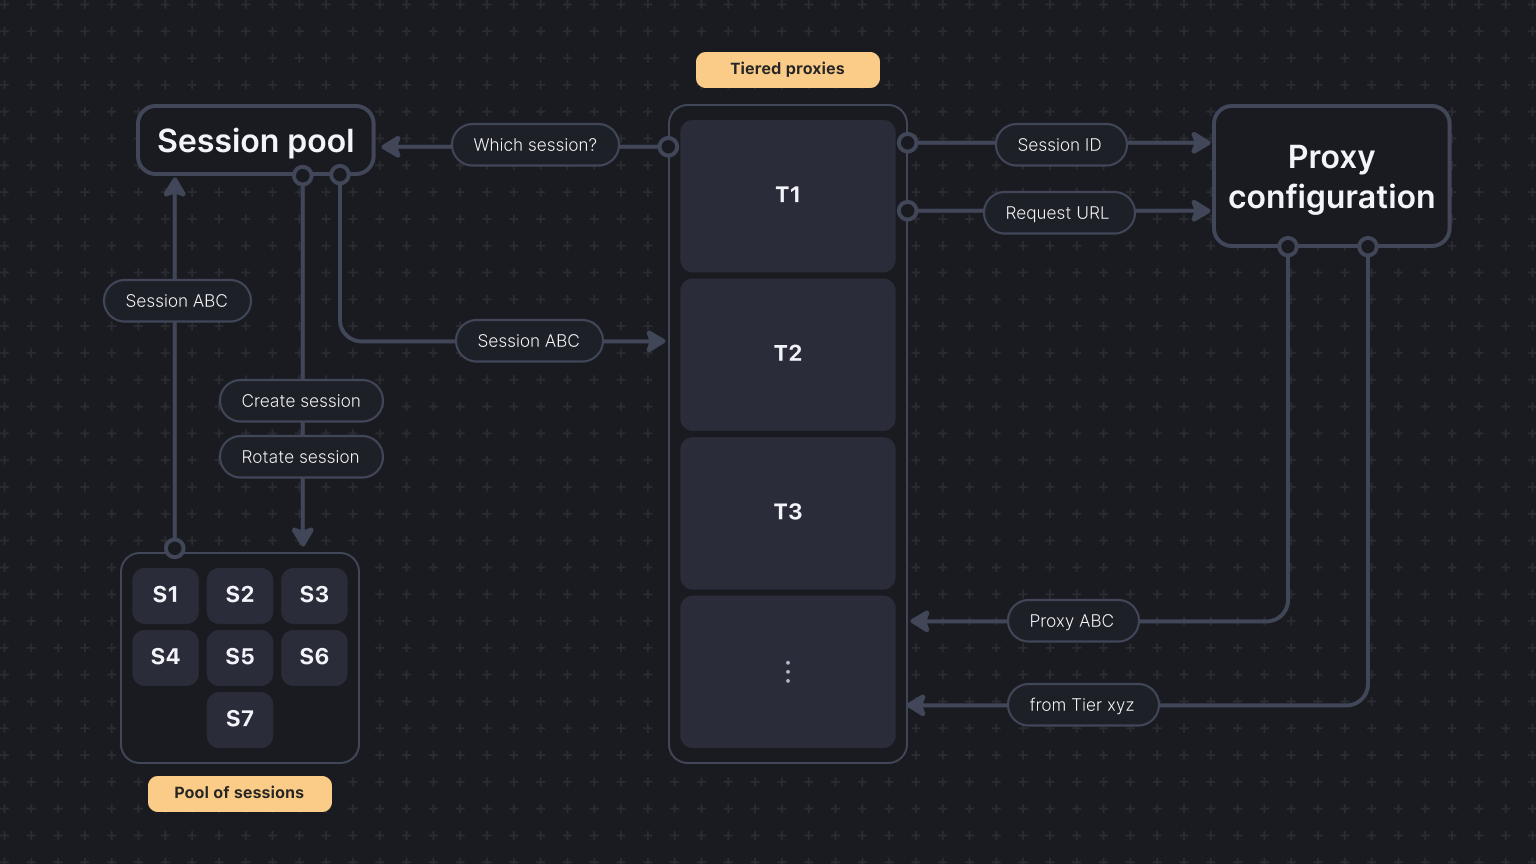 Tiered proxies
Session pool
Which session?
T1
Session ID
Request URL
Proxy
configuration
Session ABC
Session ABC
T2
Create session
Rotate session
T3
S1 S2 S3
S4 S5 S6
S7
Pool of sessions
⋮
Proxy ABC
from Tier xyz